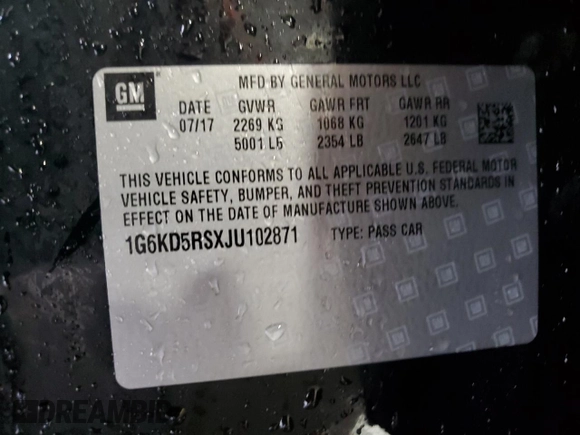 GM
MFD BY GENERAL MOTORS LLC
DATE GVWR GAWR FRT GAWR RR
07/17 2269 KG 1068 KG 1201 KG
5001 LB 2354 LB 2647 LB
THIS VEHICLE CONFORMS TO ALL APPLICABLE U.S. FEDERAL MOTOR
VEHICLE SAFETY, BUMPER, AND THEFT PREVENTION STANDARDS IN
EFFECT ON THE DATE OF MANUFACTURE SHOWN ABOVE.
1G6KD5RSXJU102871 TYPE: PASS CAR
DREAMBID